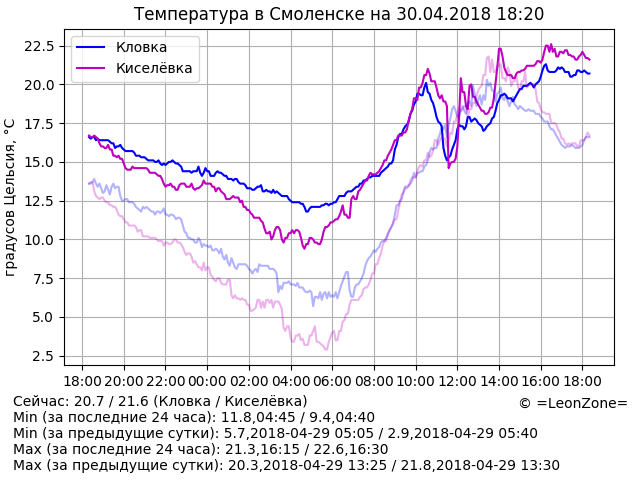 Температура в Смоленске на 30.04.2018 18:20
Кловка
Киселёвка
градусов Цельсия, °C
22.5
20.0
17.5
15.0
12.5
10.0
7.5
5.0
2.5
18:00 20:00 22:00 00:00 02:00 04:00 06:00 08:00 10:00 12:00 14:00 16:00 18:00
Сейчас: 20.7 / 21.6 (Кловка / Киселёвка)
© =LeonZone=
Min (за последние 24 часа): 11.8,04:45 / 9.4,04:40
Min (за предыдущие сутки): 5.7,2018-04-29 05:05 / 2.9,2018-04-29 05:40
Max (за последние 24 часа): 21.3,16:15 / 22.6,16:30
Max (за предыдущие сутки): 20.3,2018-04-29 13:25 / 21.8,2018-04-29 13:30